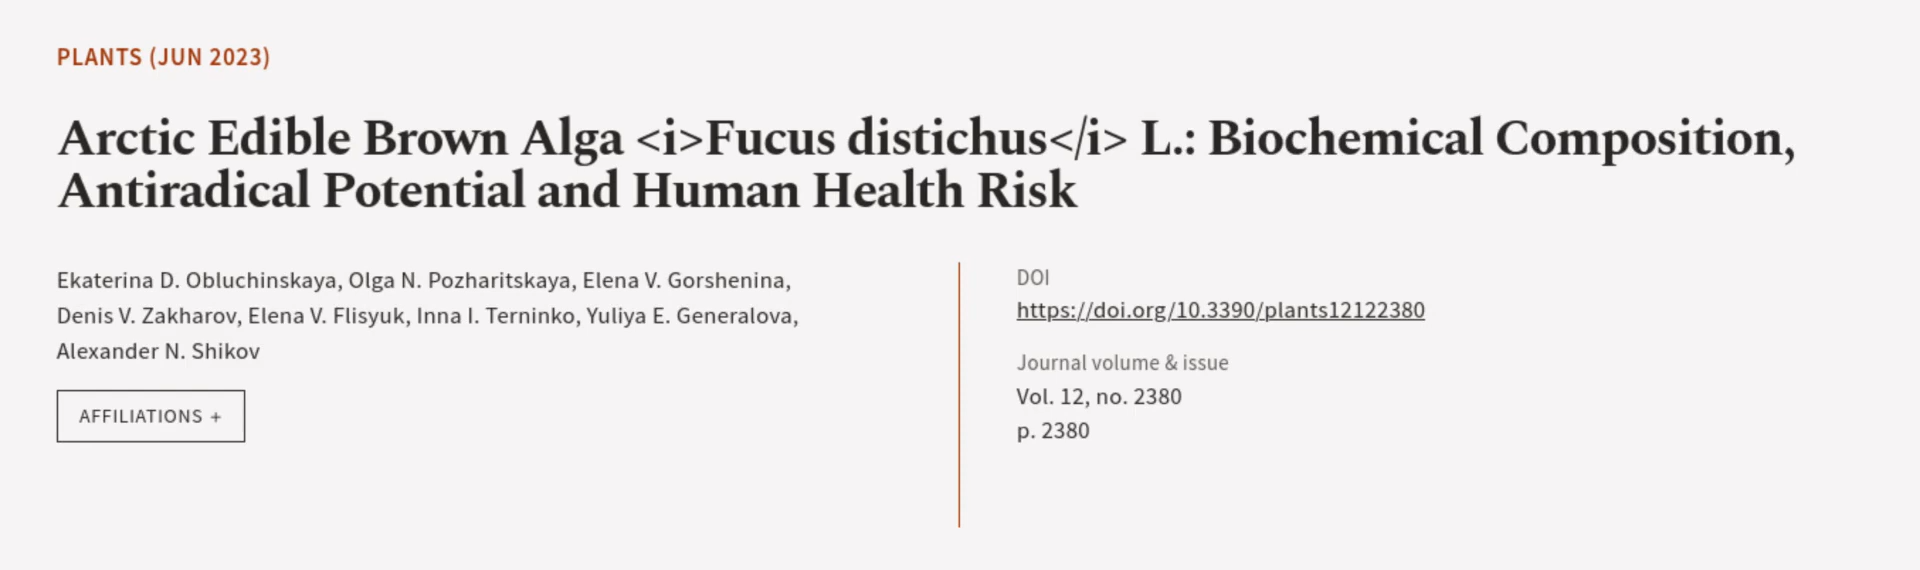 PLANTS (JUN 2023)
Arctic Edible Brown Alga <i>Fucus distichus</i> L.: Biochemical Composition,
Antiradical Potential and Human Health Risk
Ekaterina D. Obluchinskaya, Olga N. Pozharitskaya, Elena V. Gorshenina,
Denis V. Zakharov, Elena V. Flisyuk, Inna I. Terninko, Yuliya E. Generalova,
Alexander N. Shikov
AFFILIATIONS +
DOI
https://doi.org/10.3390/plants12122380
Journal volume & issue
Vol. 12, no. 2380
p. 2380